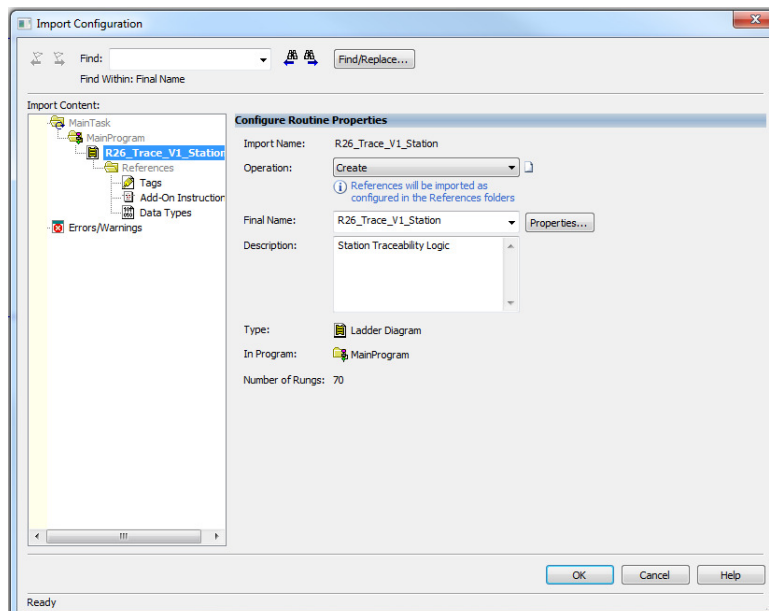 Import Configuration
Find:
Find/Replace...
Find Within: Final Name
Import Content:
MainTask
MainProgram
R26_Trace_V1_Station
References
Tags
Add-On Instruction
Data Types
Errors/Warnings
Configure Routine Properties
Import Name: R26_Trace_V1_Station
Operation: Create
References will be imported as
configured in the References folders
Final Name: R26_Trace_V1_Station Properties...
Description: Station Traceability Logic
Type: Ladder Diagram
In Program: MainProgram
Number of Rungs: 70
OK Cancel Help
Ready